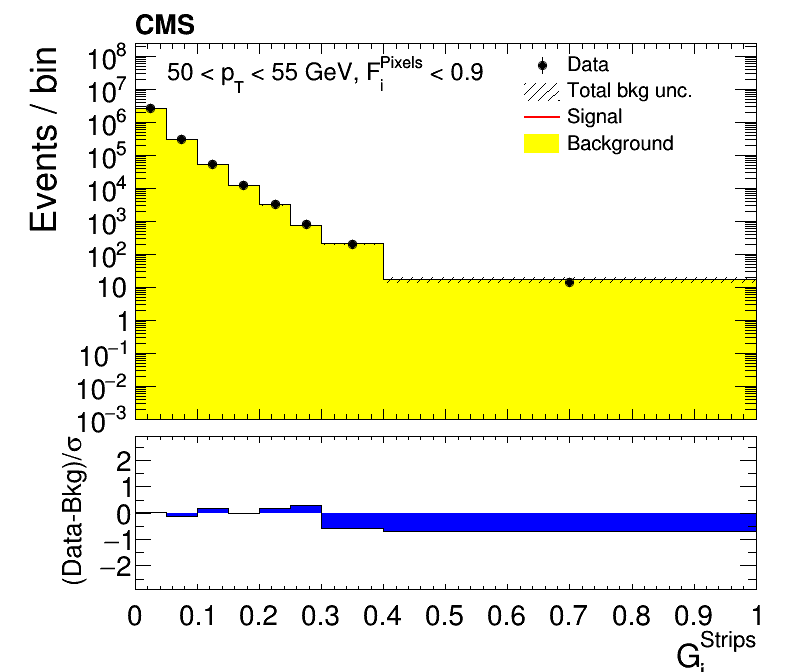 CMS
Events / bin
10^8
10^7
10^6
10^5
10^4
10^3
10^2
10
1
10^−1
10^−2
10^−3
50 < p_T < 55 GeV, F_i^Pixels < 0.9
Data
Total bkg unc.
Signal
Background
(Data-Bkg)/σ
2
1
0
−1
−2
0 0.1 0.2 0.3 0.4 0.5 0.6 0.7 0.8 0.9 1
G_i^Strips